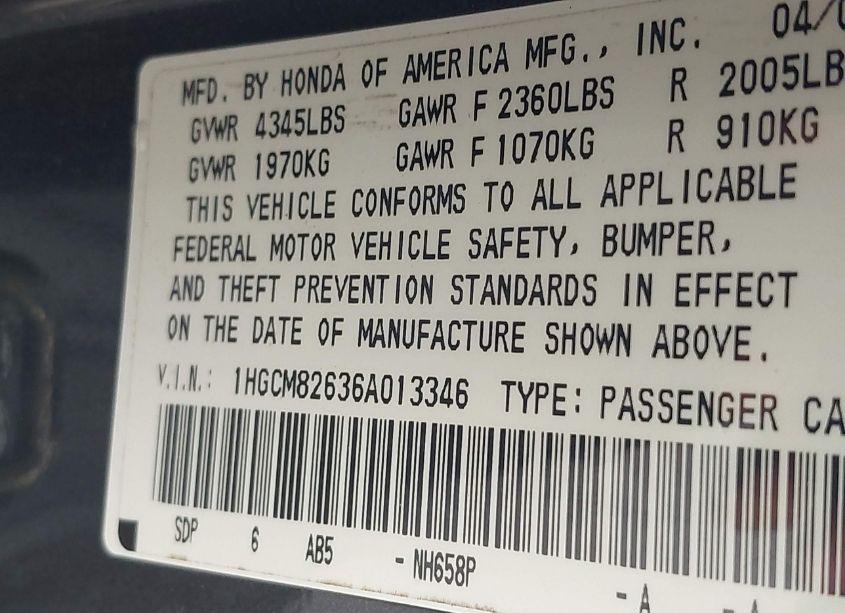 MFD. BY HONDA OF AMERICA MFG., INC. 04/0
GVWR 4345LBS GAWR F 2360LBS R 2005LB
GVWR 1970KG GAWR F 1070KG R 910KG
THIS VEHICLE CONFORMS TO ALL APPLICABLE
FEDERAL MOTOR VEHICLE SAFETY, BUMPER,
AND THEFT PREVENTION STANDARDS IN EFFECT
ON THE DATE OF MANUFACTURE SHOWN ABOVE.
V.I.N.: 1HGCM82636A013346 TYPE: PASSENGER CA
SDP 6 AB5 - NH658P - A - A